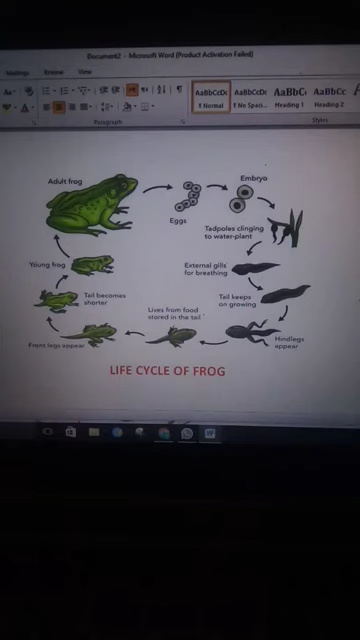 Document2 - Microsoft Word (Product Activation Failed)
Mailings Review View
AaBbCcDc AaBbCcDc AaBbC AaBbCc
¶ Normal ¶ No Spaci... Heading 1 Heading 2
Paragraph
Styles
Adult frog
Embryo
Eggs
Tadpoles clinging
to water-plant
Young frog
External gills
for breathing
Tail becomes
shorter
Tail keeps
on growing
Lives from food
stored in the tail
Front legs appear
Hindlegs
appear
LIFE CYCLE OF FROG